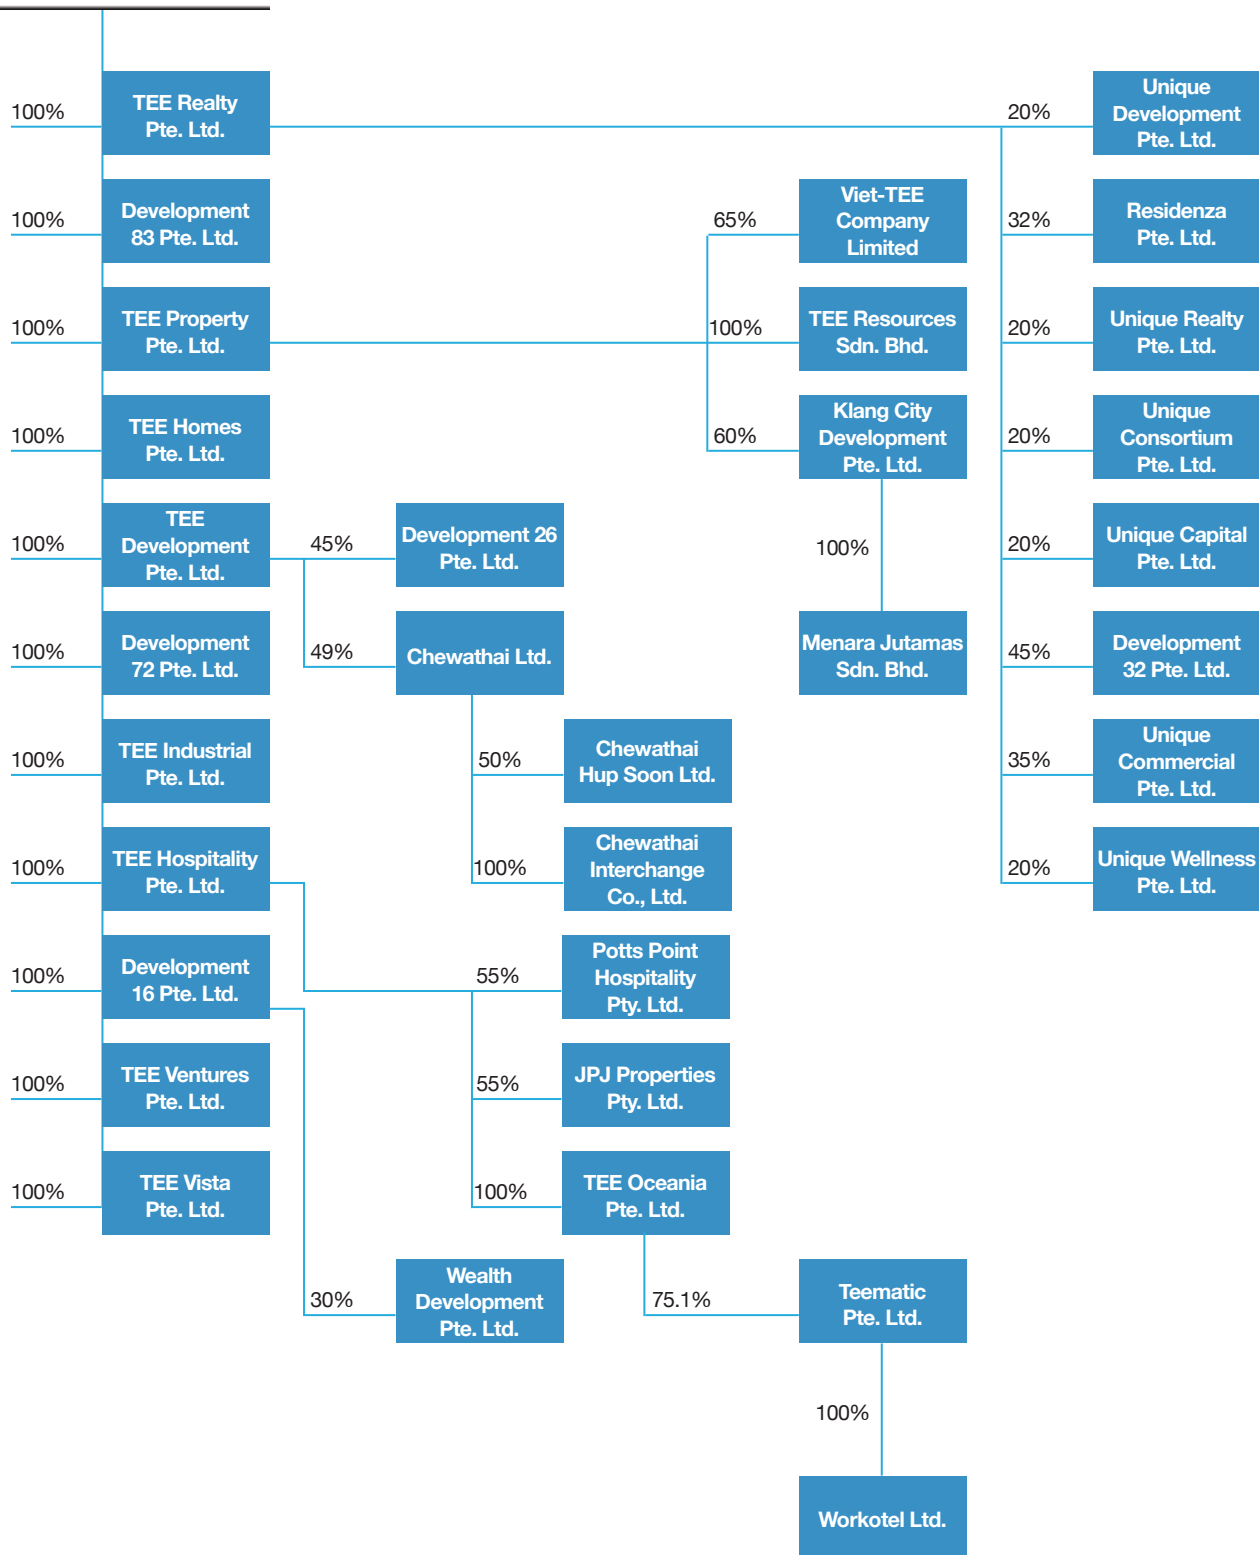 100%
TEE Realty
Pte. Ltd.
20%
Unique
Development
Pte. Ltd.
100%
Development
83 Pte. Ltd.
65%
Viet-TEE
Company
Limited
32%
Residenza
Pte. Ltd.
100%
TEE Property
Pte. Ltd.
100%
TEE Resources
Sdn. Bhd.
20%
Unique Realty
Pte. Ltd.
100%
TEE Homes
Pte. Ltd.
60%
Klang City
Development
Pte. Ltd.
20%
Unique
Consortium
Pte. Ltd.
100%
TEE
Development
Pte. Ltd.
45%
Development 26
Pte. Ltd.
100%
20%
Unique Capital
Pte. Ltd.
100%
Development
72 Pte. Ltd.
49%
Chewathai Ltd.
Menara Jutamas
Sdn. Bhd.
45%
Development
32 Pte. Ltd.
100%
TEE Industrial
Pte. Ltd.
50%
Chewathai
Hup Soon Ltd.
35%
Unique
Commercial
Pte. Ltd.
100%
TEE Hospitality
Pte. Ltd.
100%
Chewathai
Interchange
Co., Ltd.
20%
Unique Wellness
Pte. Ltd.
100%
Development
16 Pte. Ltd.
55%
Potts Point
Hospitality
Pty. Ltd.
100%
TEE Ventures
Pte. Ltd.
55%
JPJ Properties
Pty. Ltd.
100%
TEE Vista
Pte. Ltd.
100%
TEE Oceania
Pte. Ltd.
30%
Wealth
Development
Pte. Ltd.
75.1%
Teematic
Pte. Ltd.
100%
Workotel Ltd.